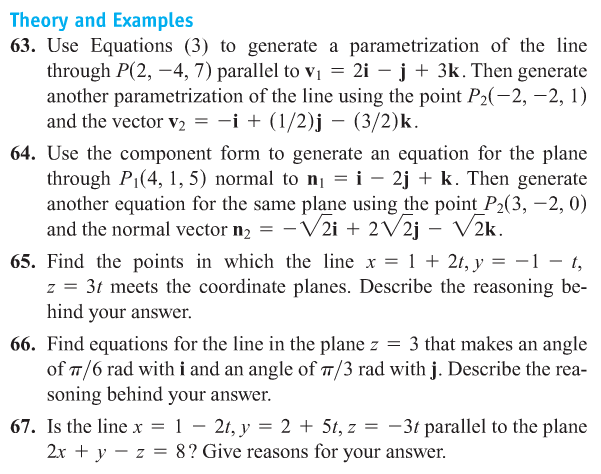 Theory and Examples
63. Use Equations (3) to generate a parametrization of the line
through P(2, −4, 7) parallel to v₁ = 2i − j + 3k. Then generate
another parametrization of the line using the point P₂(−2, −2, 1)
and the vector v₂ = −i + (1/2)j − (3/2)k.
64. Use the component form to generate an equation for the plane
through P₁(4, 1, 5) normal to n₁ = i − 2j + k. Then generate
another equation for the same plane using the point P₂(3, −2, 0)
and the normal vector n₂ = −√2i + 2√2j − √2k.
65. Find the points in which the line x = 1 + 2t, y = −1 − t,
z = 3t meets the coordinate planes. Describe the reasoning be-
hind your answer.
66. Find equations for the line in the plane z = 3 that makes an angle
of π/6 rad with i and an angle of π/3 rad with j. Describe the rea-
soning behind your answer.
67. Is the line x = 1 − 2t, y = 2 + 5t, z = −3t parallel to the plane
2x + y − z = 8? Give reasons for your answer.